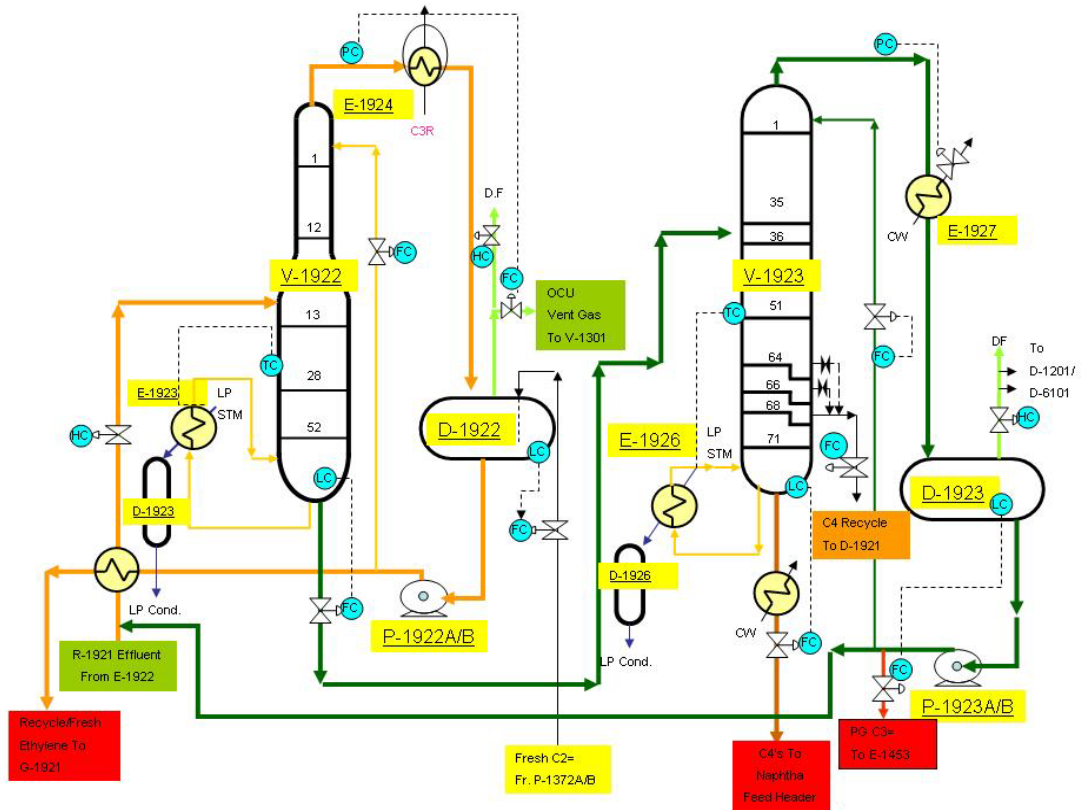 PC
E-1924
C3R
1
12
FC
V-1922
13
TC
28
52
E-1923
LP
STM
HC
D-1923
LP Cond.
LC
FC
D.F
HC
FC
OCU
Vent Gas
To V-1301
D-1922
LC
FC
P-1922A/B
R-1921 Effluent
From E-1922
Recycle/Fresh
Ethylene To
G-1921
Fresh C2=
Fr. P-1372A/B
PC
1
35
36
V-1923
TC
51
64
66
68
71
LC
FC
E-1926
LP
STM
D-1926
LP Cond.
CW
FC
C4 Recycle
To D-1921
C4's To
Naphtha
Feed Header
CW
E-1927
FC
DF
To
D-1201/
D-6101
HC
D-1923
LC
FC
P-1923A/B
PG C3=
To E-1453